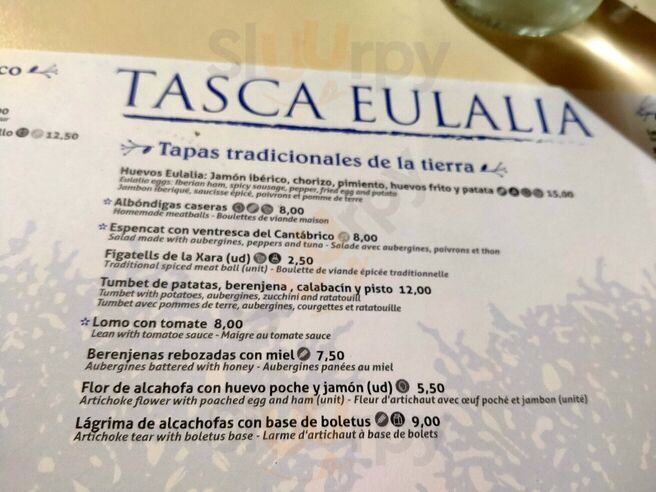 Slurrpy
co
TASCA EULALIA
llo 12,50
Tapas tradicionales de la tierra
Huevos Eulalia: Jamón ibérico, chorizo, pimiento, huevos frito y patata 15,00
Eulalia eggs: Iberian ham, spicy sausage, pepper, fried egg and potato
Jambon iberique, saucisse épicé, poivrons et pomme de terre
Albóndigas caseras 8,00
Homemade meatballs - Boulettes de viande maison
Espencat con ventresca del Cantábrico 8,00
Salad made with aubergines, peppers and tuna - Salade avec aubergines, poivrons et thon
Figatells de la Xara (ud) 2,50
Traditional spiced meat ball (unit) - Boulette de viande épicée traditionnelle
Tumbet de patatas, berenjena , calabacín y pisto 12,00
Tumbet with potatoes, aubergines, zucchini and ratatouill
Tumbet avec pommes de terre, aubergines, courgettes et ratatouille
Lomo con tomate 8,00
Lean with tomatoe sauce - Maigre au tomate sauce
Berenjenas rebozadas con miel 7,50
Aubergines battered with honey - Aubergines panées au miel
Flor de alcahofa con huevo poche y jamón (ud) 5,50
Artichoke flower with poached egg and ham (unit) - Fleur d'artichaut avec œuf poché et jambon (unité)
Lágrima de alcachofas con base de boletus 9,00
Artichoke tear with boletus base - Larme d'artichaut à base de bolets